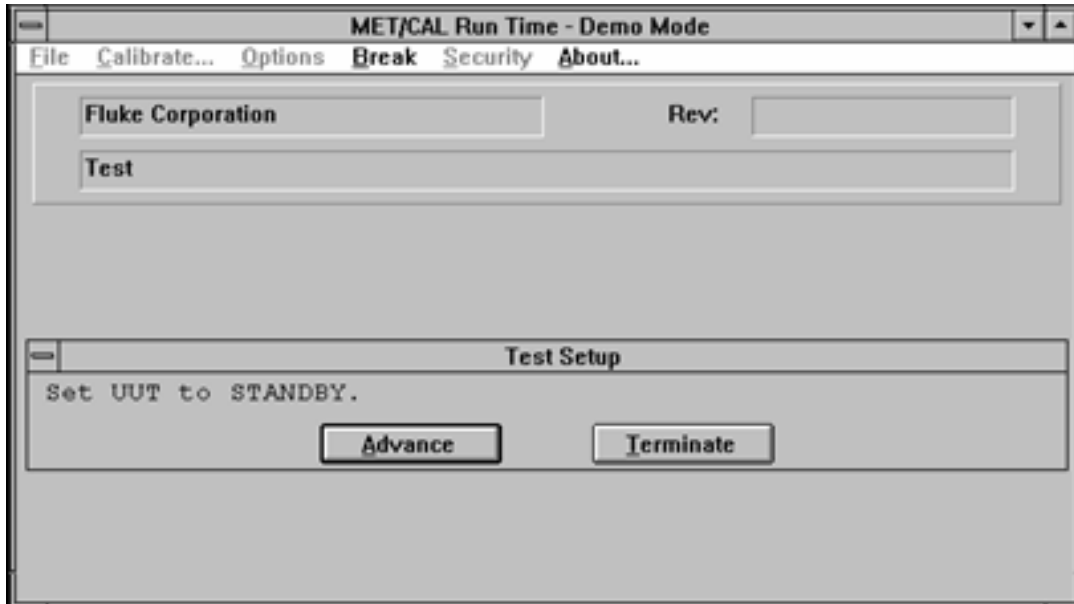 MET/CAL Run Time - Demo Mode
File Calibrate... Options Break Security About...
Fluke Corporation Rev:
Test
Test Setup
Set UUT to STANDBY.
Advance Terminate